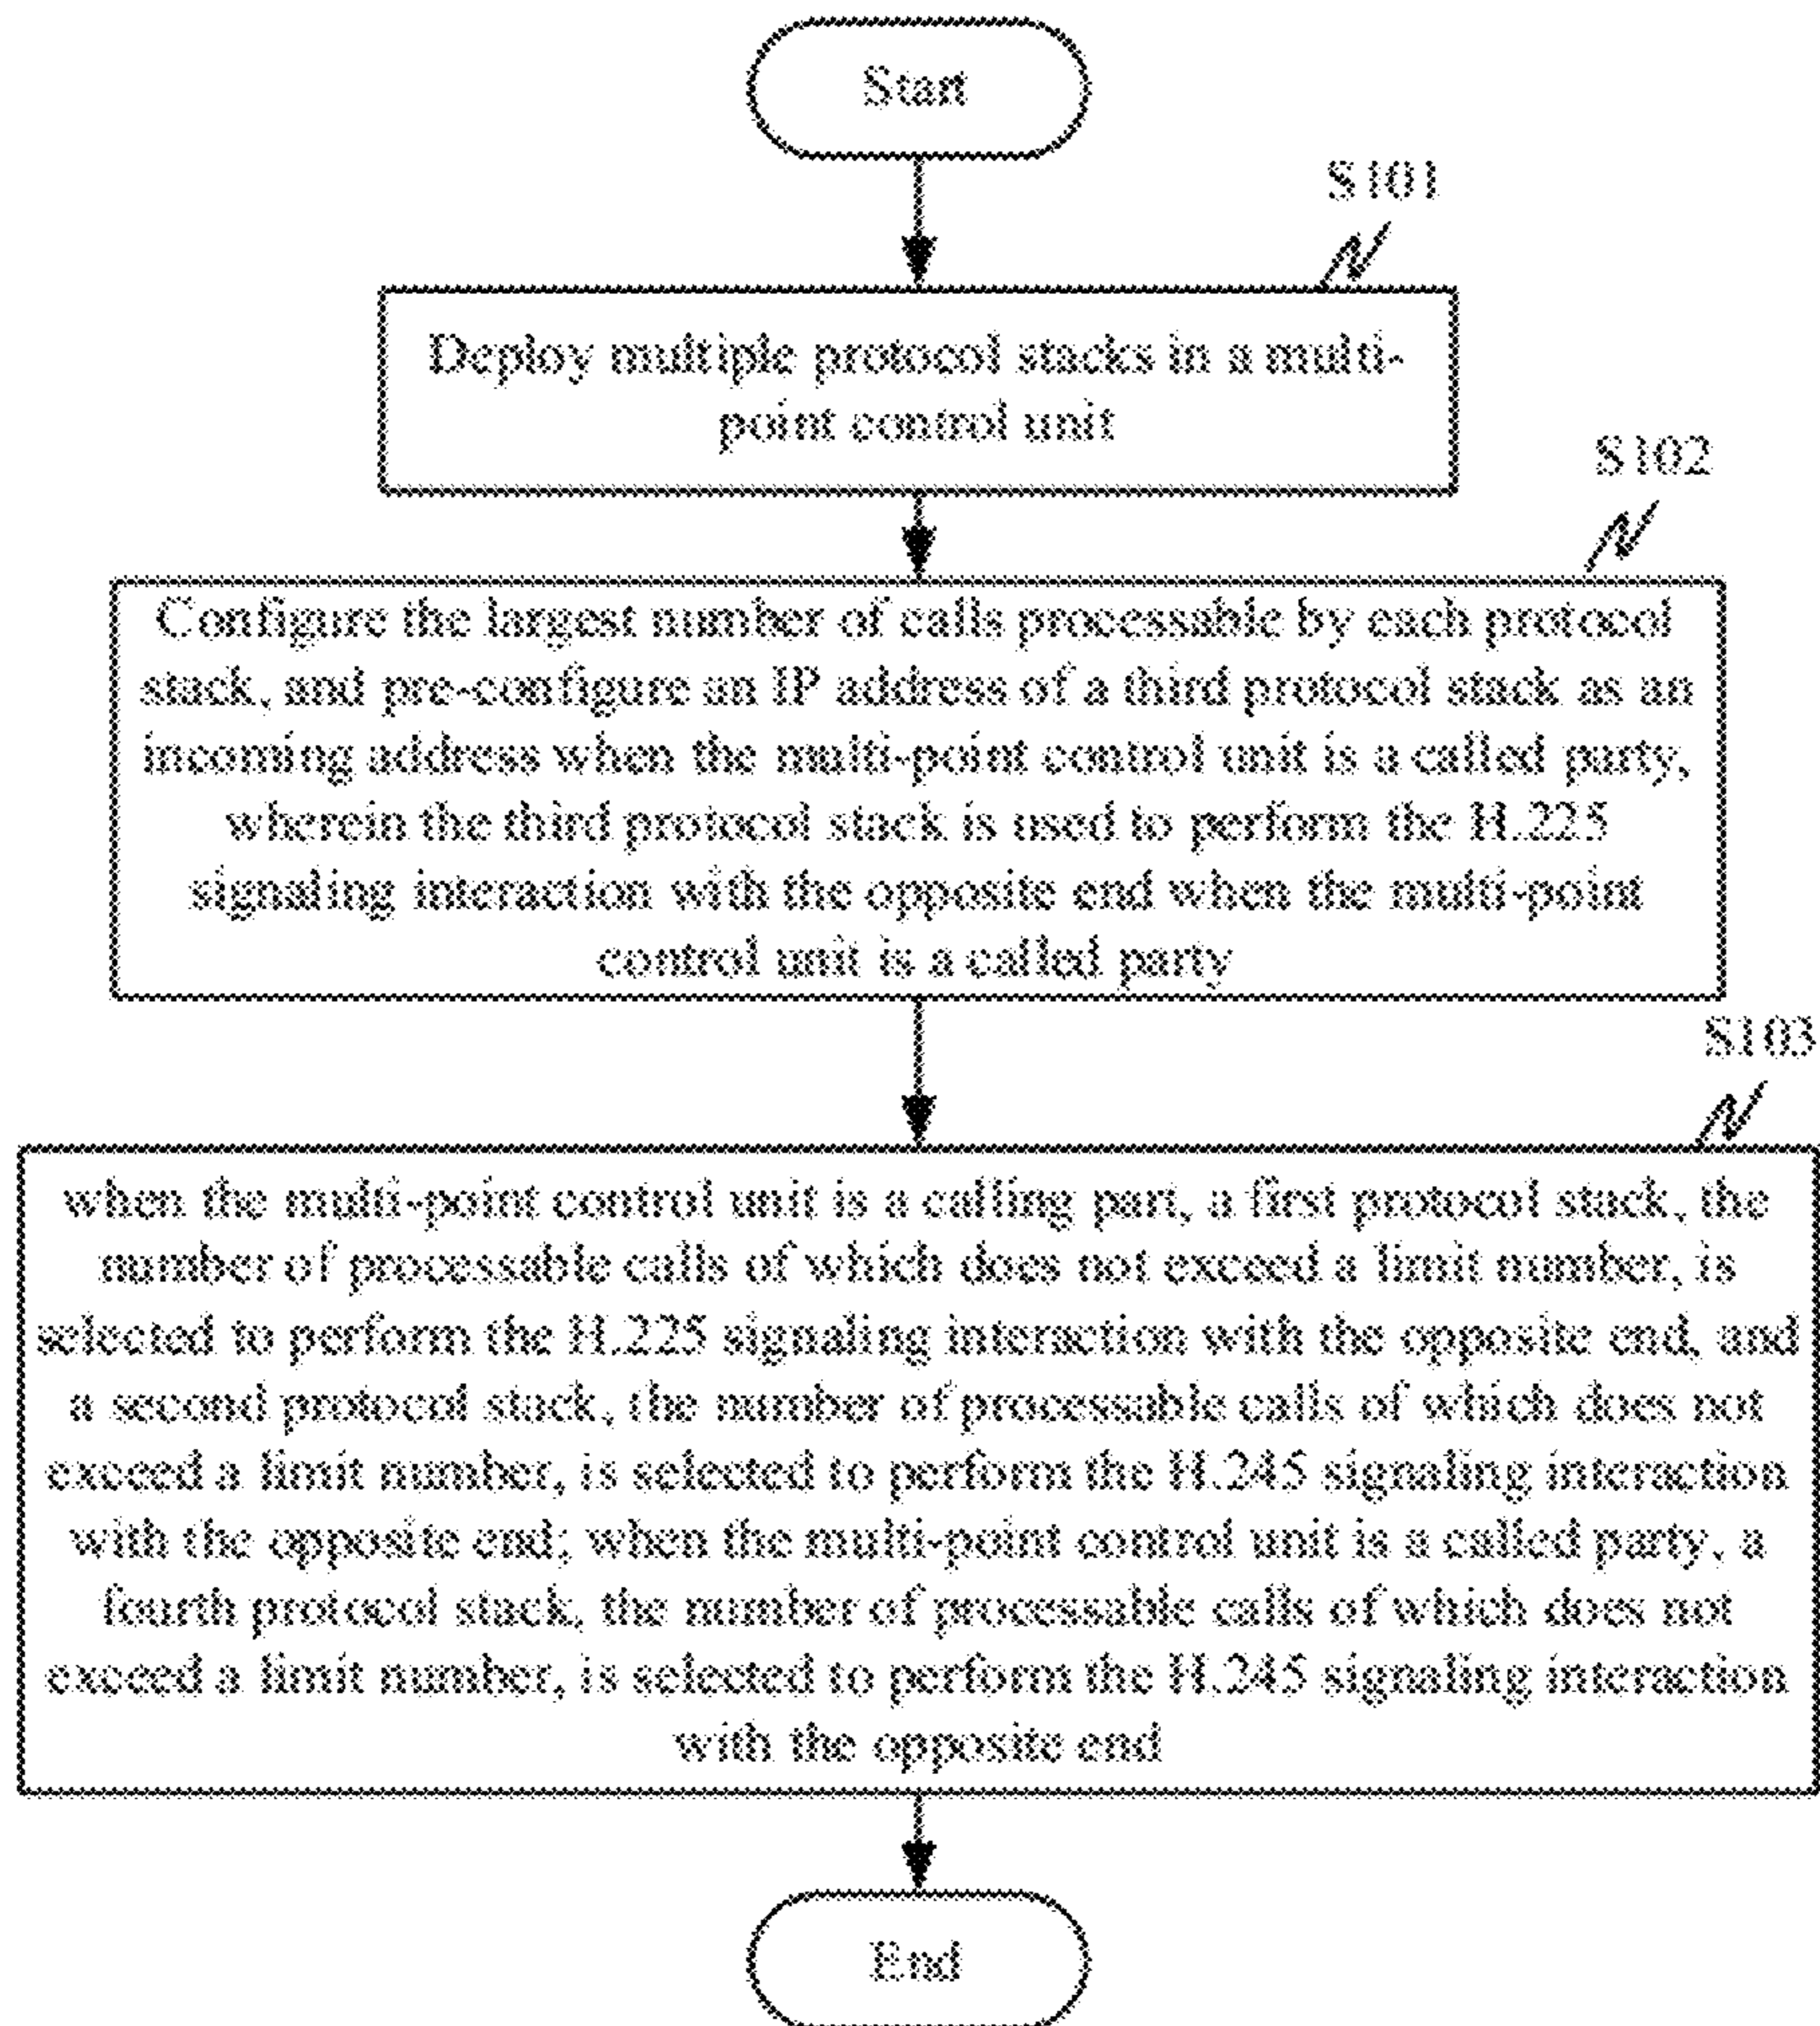 Start
S101
Deploy multiple protocol stacks in a multi-
point control unit
S102
Configure the largest number of calls processable by each protocol
stack, and pre-configure an IP address of a third protocol stack as an
incoming address when the multi-point control unit is a called party,
wherein the third protocol stack is used to perform the H.225
signaling interaction with the opposite end when the multi-point
control unit is a called party
S103
when the multi-point control unit is a calling part, a first protocol stack, the
number of processable calls of which does not exceed a limit number, is
selected to perform the H.225 signaling interaction with the opposite end, and
a second protocol stack, the number of processable calls of which does not
exceed a limit number, is selected to perform the H.245 signaling interaction
with the opposite end; when the multi-point control unit is a called party, a
fourth protocol stack, the number of processable calls of which does not
exceed a limit number, is selected to perform the H.245 signaling interaction
with the opposite end
End